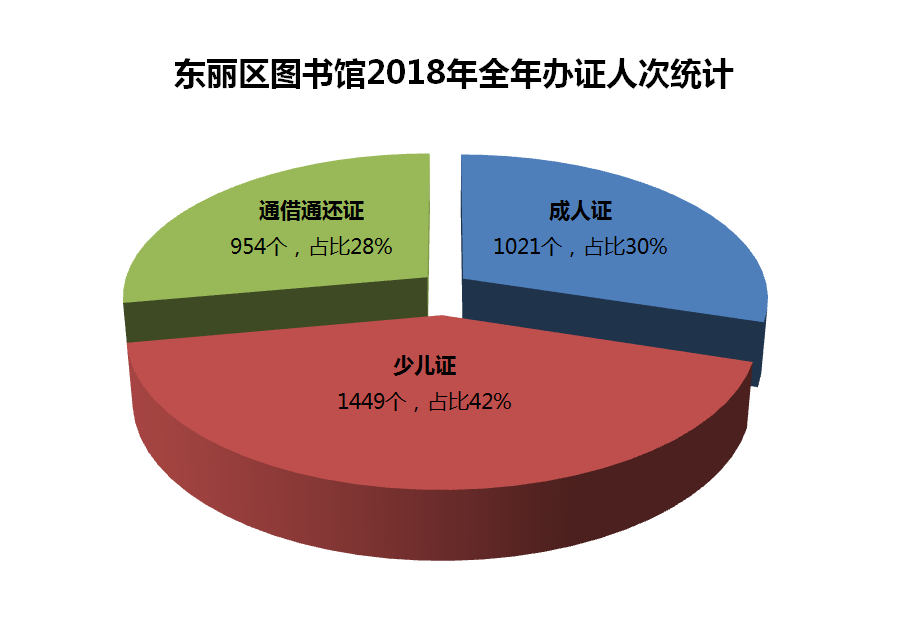 东丽区图书馆2018年全年办证人次统计
通借通还证
954个，占比28%
成人证
1021个，占比30%
少儿证
1449个，占比42%